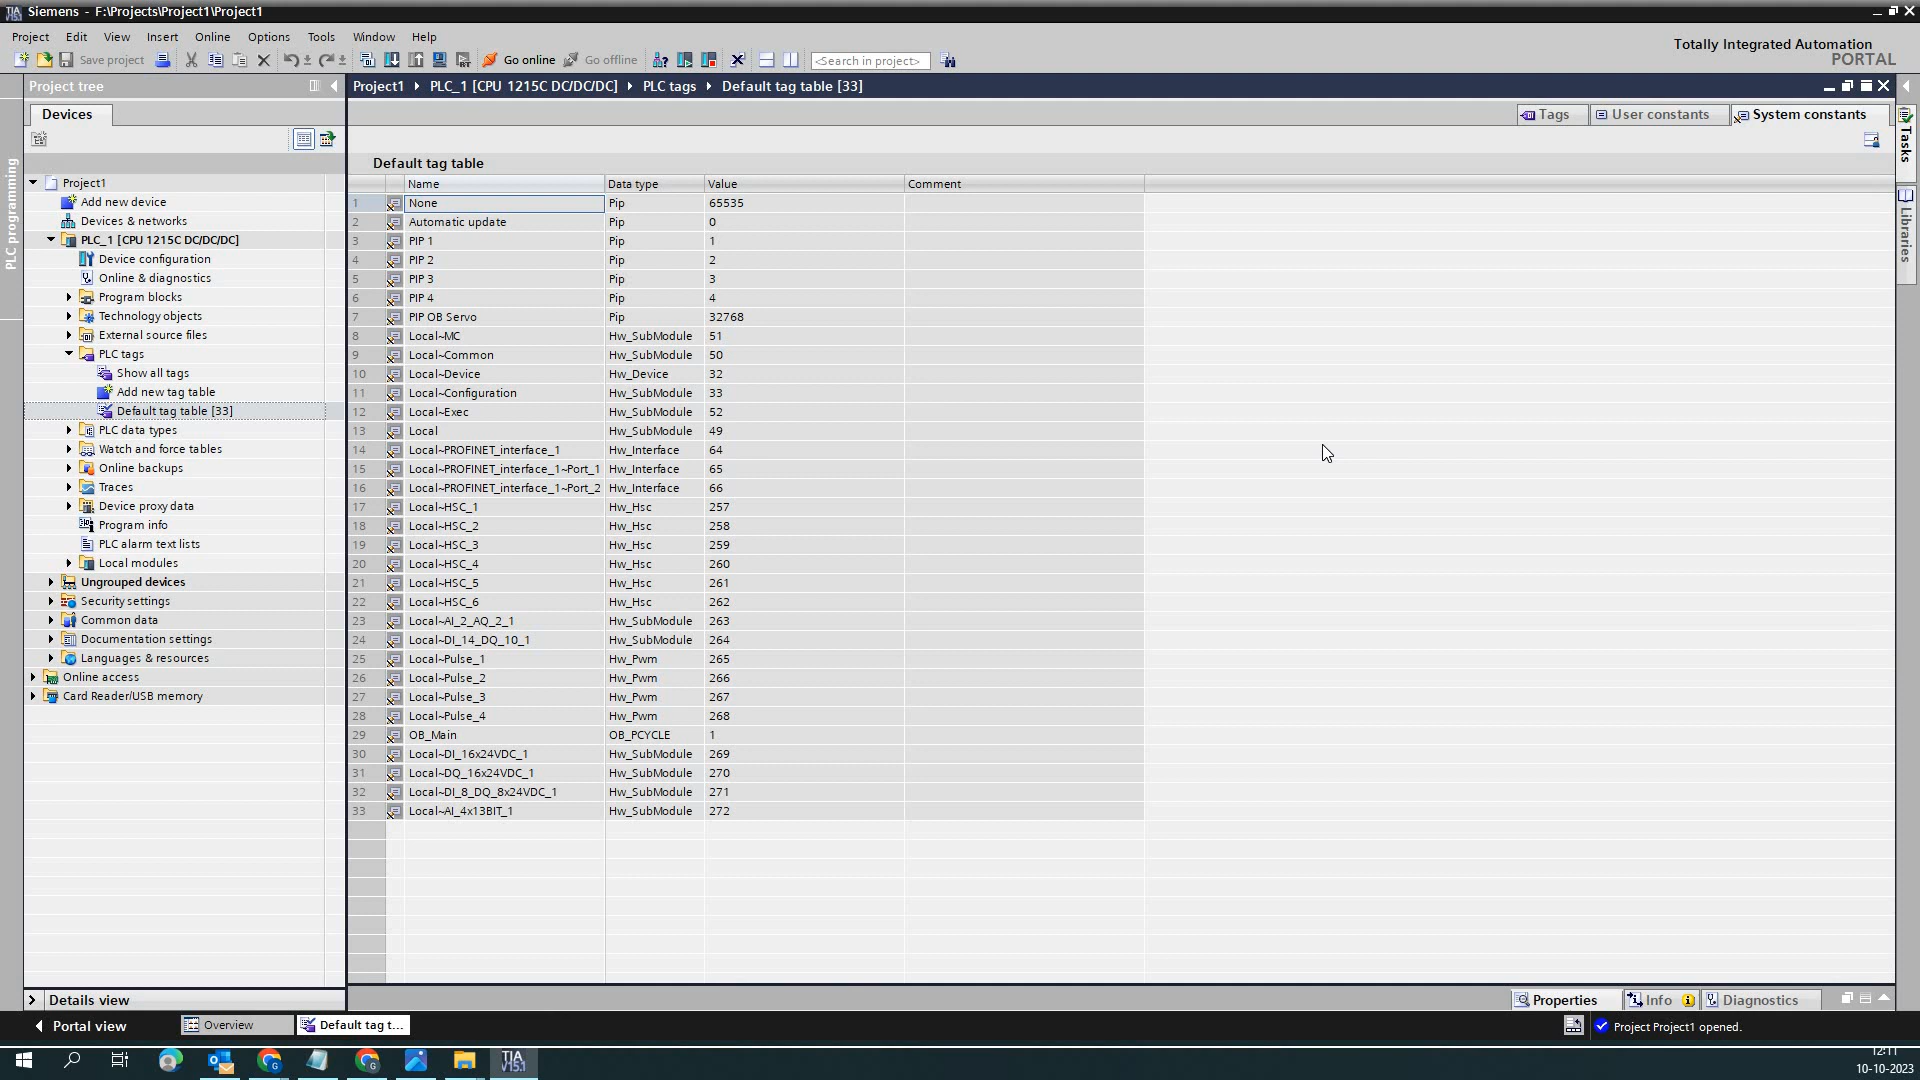 Siemens - F:\Projects\Project1\Project1
Project Edit View Insert Online Options Tools Window Help
Save project Go online Go offline <Search in project>
Totally Integrated Automation
PORTAL
Project tree
Project1 PLC_1 [CPU 1215C DC/DC/DC] PLC tags Default tag table [33]
Devices
Tags User constants System constants
PLC programming
Tasks
Libraries
Project1
Add new device
Devices & networks
PLC_1 [CPU 1215C DC/DC/DC]
Device configuration
Online & diagnostics
Program blocks
Technology objects
External source files
PLC tags
Show all tags
Add new tag table
Default tag table [33]
PLC data types
Watch and force tables
Online backups
Traces
Device proxy data
Program info
PLC alarm text lists
Local modules
Ungrouped devices
Security settings
Common data
Documentation settings
Languages & resources
Online access
Card Reader/USB memory
Default tag table
Name Data type Value Comment
1 None Pip 65535
2 Automatic update Pip 0
3 PIP 1 Pip 1
4 PIP 2 Pip 2
5 PIP 3 Pip 3
6 PIP 4 Pip 4
7 PIP OB Servo Pip 32768
8 Local~MC Hw_SubModule 51
9 Local~Common Hw_SubModule 50
10 Local~Device Hw_Device 32
11 Local~Configuration Hw_SubModule 33
12 Local~Exec Hw_SubModule 52
13 Local Hw_SubModule 49
14 Local~PROFINET_interface_1 Hw_Interface 64
15 Local~PROFINET_interface_1~Port_1 Hw_Interface 65
16 Local~PROFINET_interface_1~Port_2 Hw_Interface 66
17 Local~HSC_1 Hw_Hsc 257
18 Local~HSC_2 Hw_Hsc 258
19 Local~HSC_3 Hw_Hsc 259
20 Local~HSC_4 Hw_Hsc 260
21 Local~HSC_5 Hw_Hsc 261
22 Local~HSC_6 Hw_Hsc 262
23 Local~AI_2_AQ_2_1 Hw_SubModule 263
24 Local~DI_14_DQ_10_1 Hw_SubModule 264
25 Local~Pulse_1 Hw_Pwm 265
26 Local~Pulse_2 Hw_Pwm 266
27 Local~Pulse_3 Hw_Pwm 267
28 Local~Pulse_4 Hw_Pwm 268
29 OB_Main OB_PCYCLE 1
30 Local~DI_16x24VDC_1 Hw_SubModule 269
31 Local~DQ_16x24VDC_1 Hw_SubModule 270
32 Local~DI_8_DQ_8x24VDC_1 Hw_SubModule 271
33 Local~AI_4x13BIT_1 Hw_SubModule 272
Details view
Properties Info Diagnostics
Portal view Overview Default tag t... Project Project1 opened.
TIA V15.1
12:11
10-10-2023